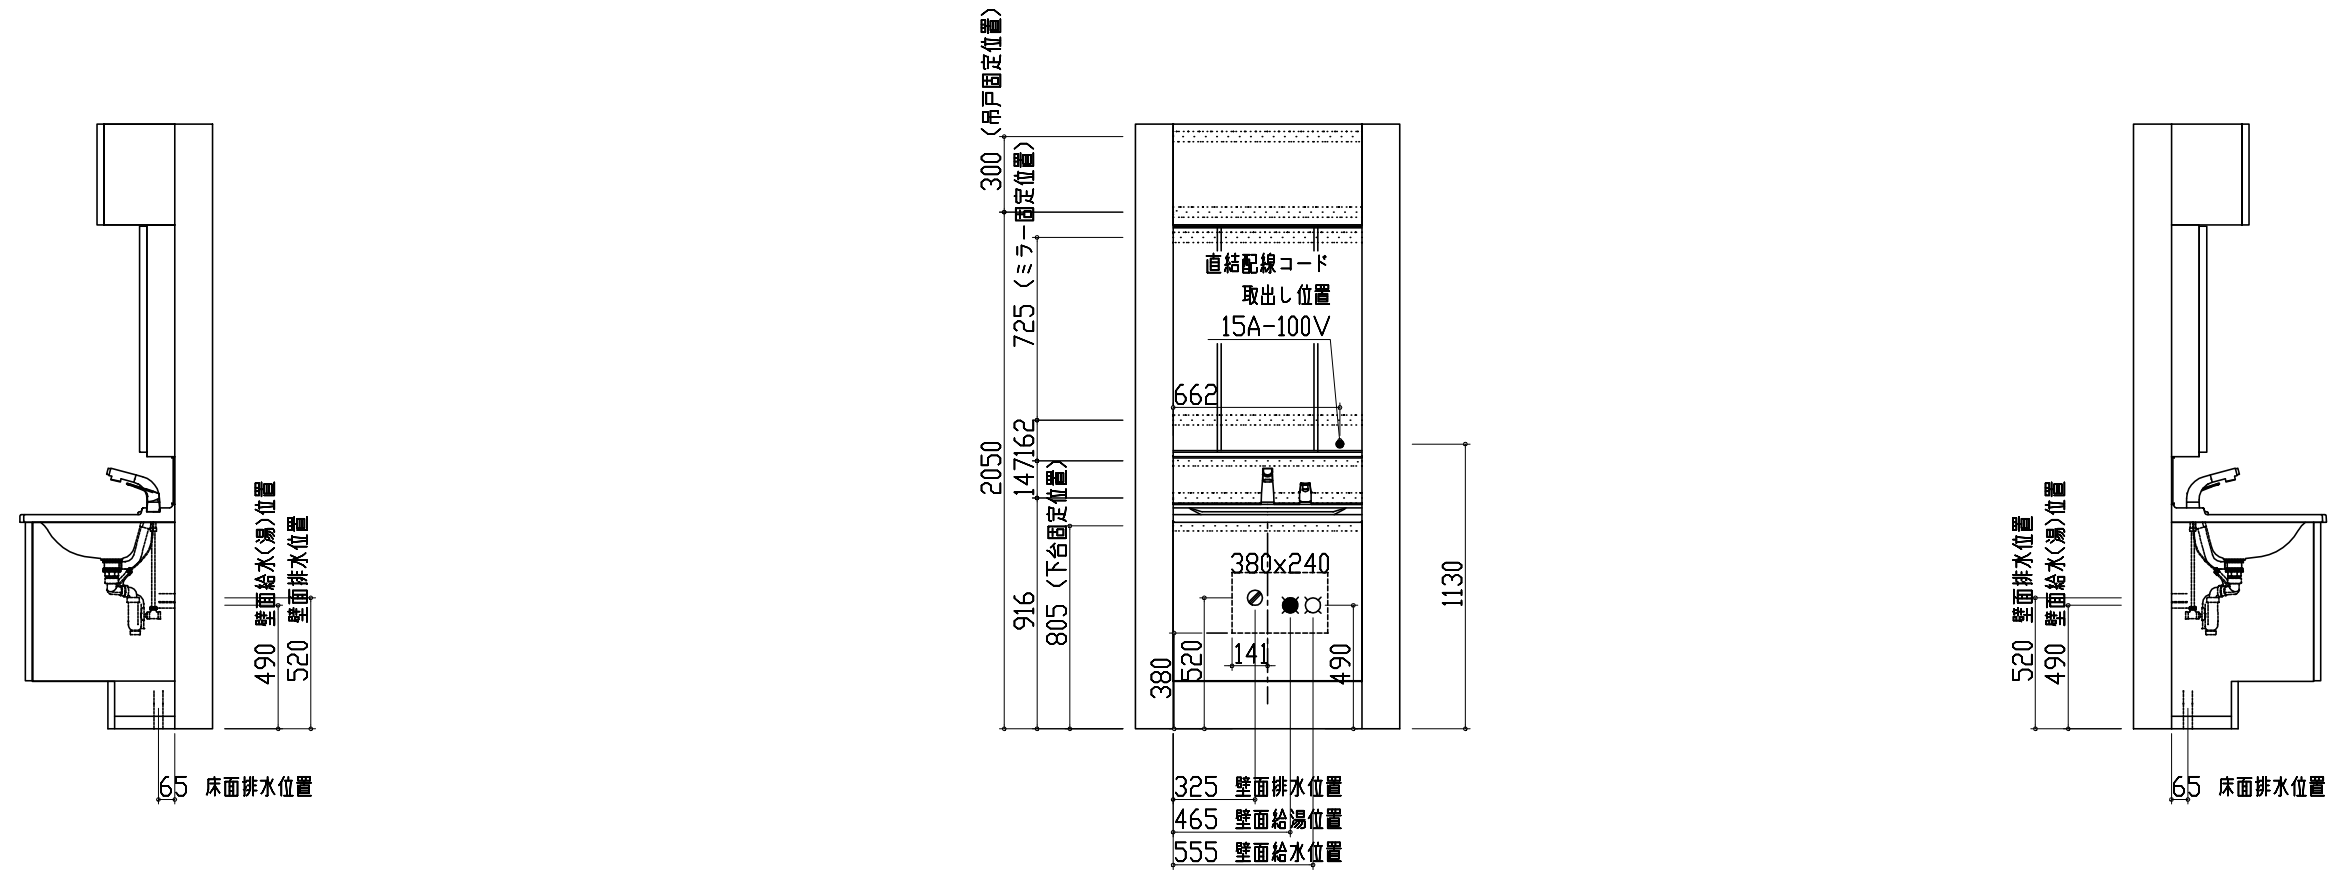 490 壁面給水(湯)位置
520 壁面排水位置
65 床面排水位置
300 (吊戸固定位置)
2050
725 (ミラー固定位置)
162
147
916
805 (下台固定位置)
直結配線コード
取出し位置
15A-100V
662
380x240
141
380
520
490
1130
325 壁面排水位置
465 壁面給湯位置
555 壁面給水位置
520 壁面排水位置
490 壁面給水(湯)位置
65 床面排水位置